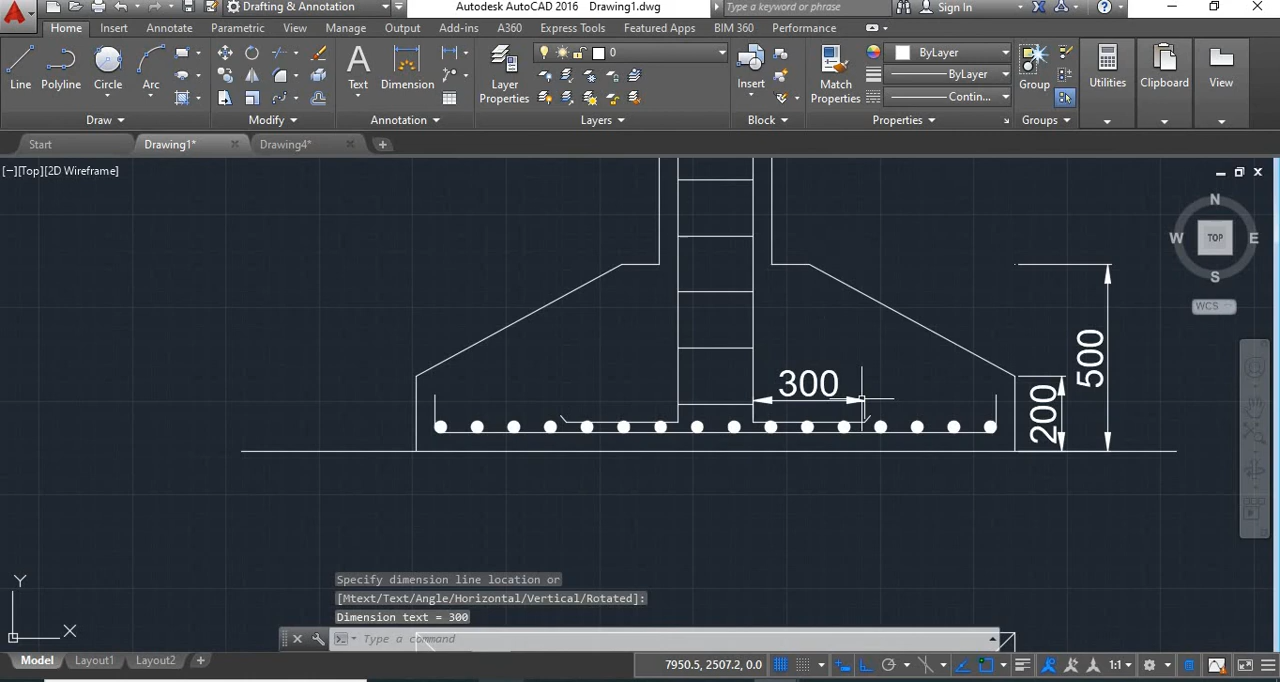 Drafting & Annotation
Autodesk AutoCAD 2016 Drawing1.dwg
Type a keyword or phrase
Sign In
Home Insert Annotate Parametric View Manage Output Add-ins A360 Express Tools Featured Apps BIM 360 Performance
Line Polyline Circle Arc
Text Dimension
Layer
Properties
0
Insert
Match
Properties
ByLayer
ByLayer
Contin...
Group
Utilities
Clipboard
View
Draw Modify Annotation Layers Block Properties Groups
Start Drawing1* Drawing4*
[−][Top][2D Wireframe]
N
W TOP E
S
WCS
300
200
500
Y
X
Specify dimension line location or
[Mtext/Text/Angle/Horizontal/Vertical/Rotated]:
Dimension text = 300
Type a command
Model Layout1 Layout2
7950.5, 2507.2, 0.0
1:1